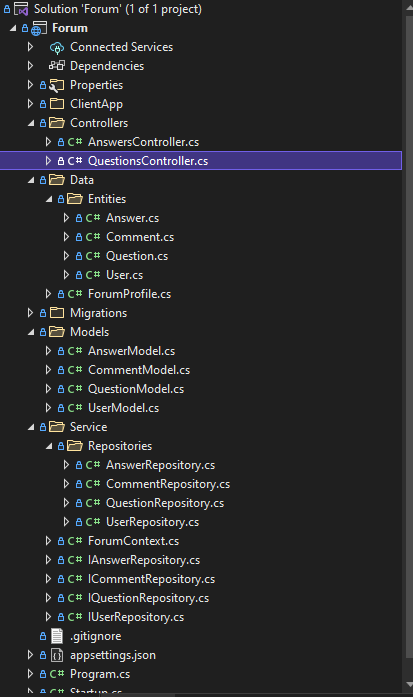 Solution 'Forum' (1 of 1 project)
Forum
Connected Services
Dependencies
Properties
ClientApp
Controllers
C# AnswersController.cs
C# QuestionsController.cs
Data
Entities
C# Answer.cs
C# Comment.cs
C# Question.cs
C# User.cs
C# ForumProfile.cs
Migrations
Models
C# AnswerModel.cs
C# CommentModel.cs
C# QuestionModel.cs
C# UserModel.cs
Service
Repositories
C# AnswerRepository.cs
C# CommentRepository.cs
C# QuestionRepository.cs
C# UserRepository.cs
C# ForumContext.cs
C# IAnswerRepository.cs
C# ICommentRepository.cs
C# IQuestionRepository.cs
C# IUserRepository.cs
.gitignore
appsettings.json
C# Program.cs
C# Startup.cs